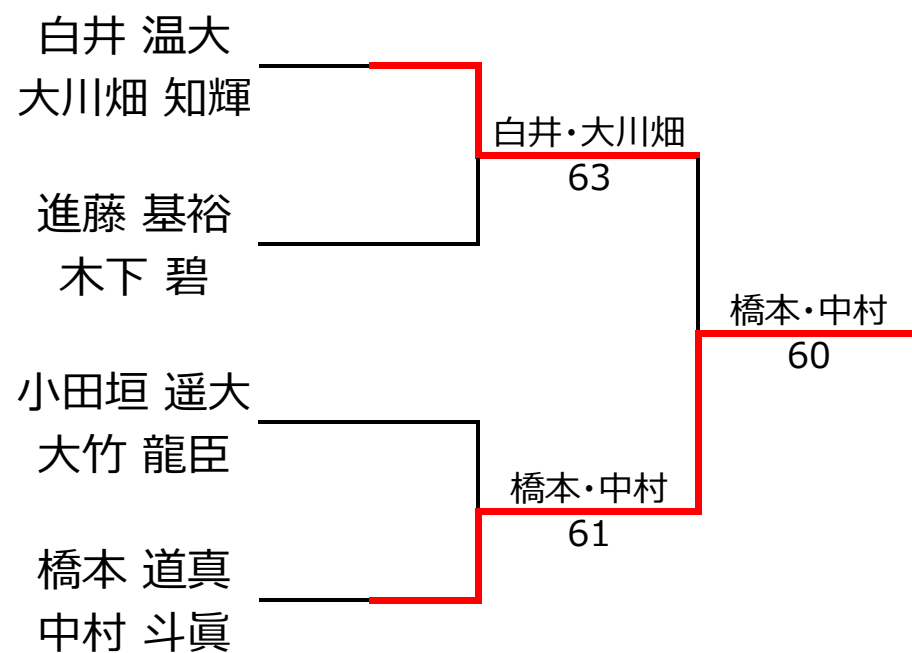 白井 温大
大川畑 知輝
白井・大川畑
63
進藤 基裕
木下 碧
橋本・中村
60
小田垣 遥大
大竹 龍臣
橋本・中村
61
橋本 道真
中村 斗眞